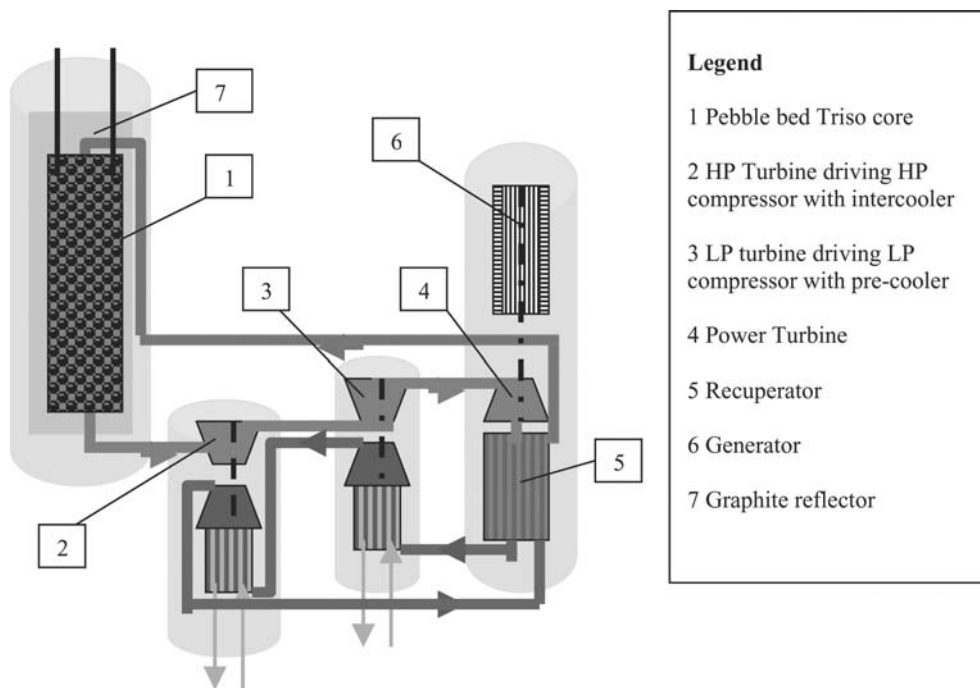 7
1
6
3
4
5
2
Legend
1 Pebble bed Triso core
2 HP Turbine driving HP
compressor with intercooler
3 LP turbine driving LP
compressor with pre-cooler
4 Power Turbine
5 Recuperator
6 Generator
7 Graphite reflector